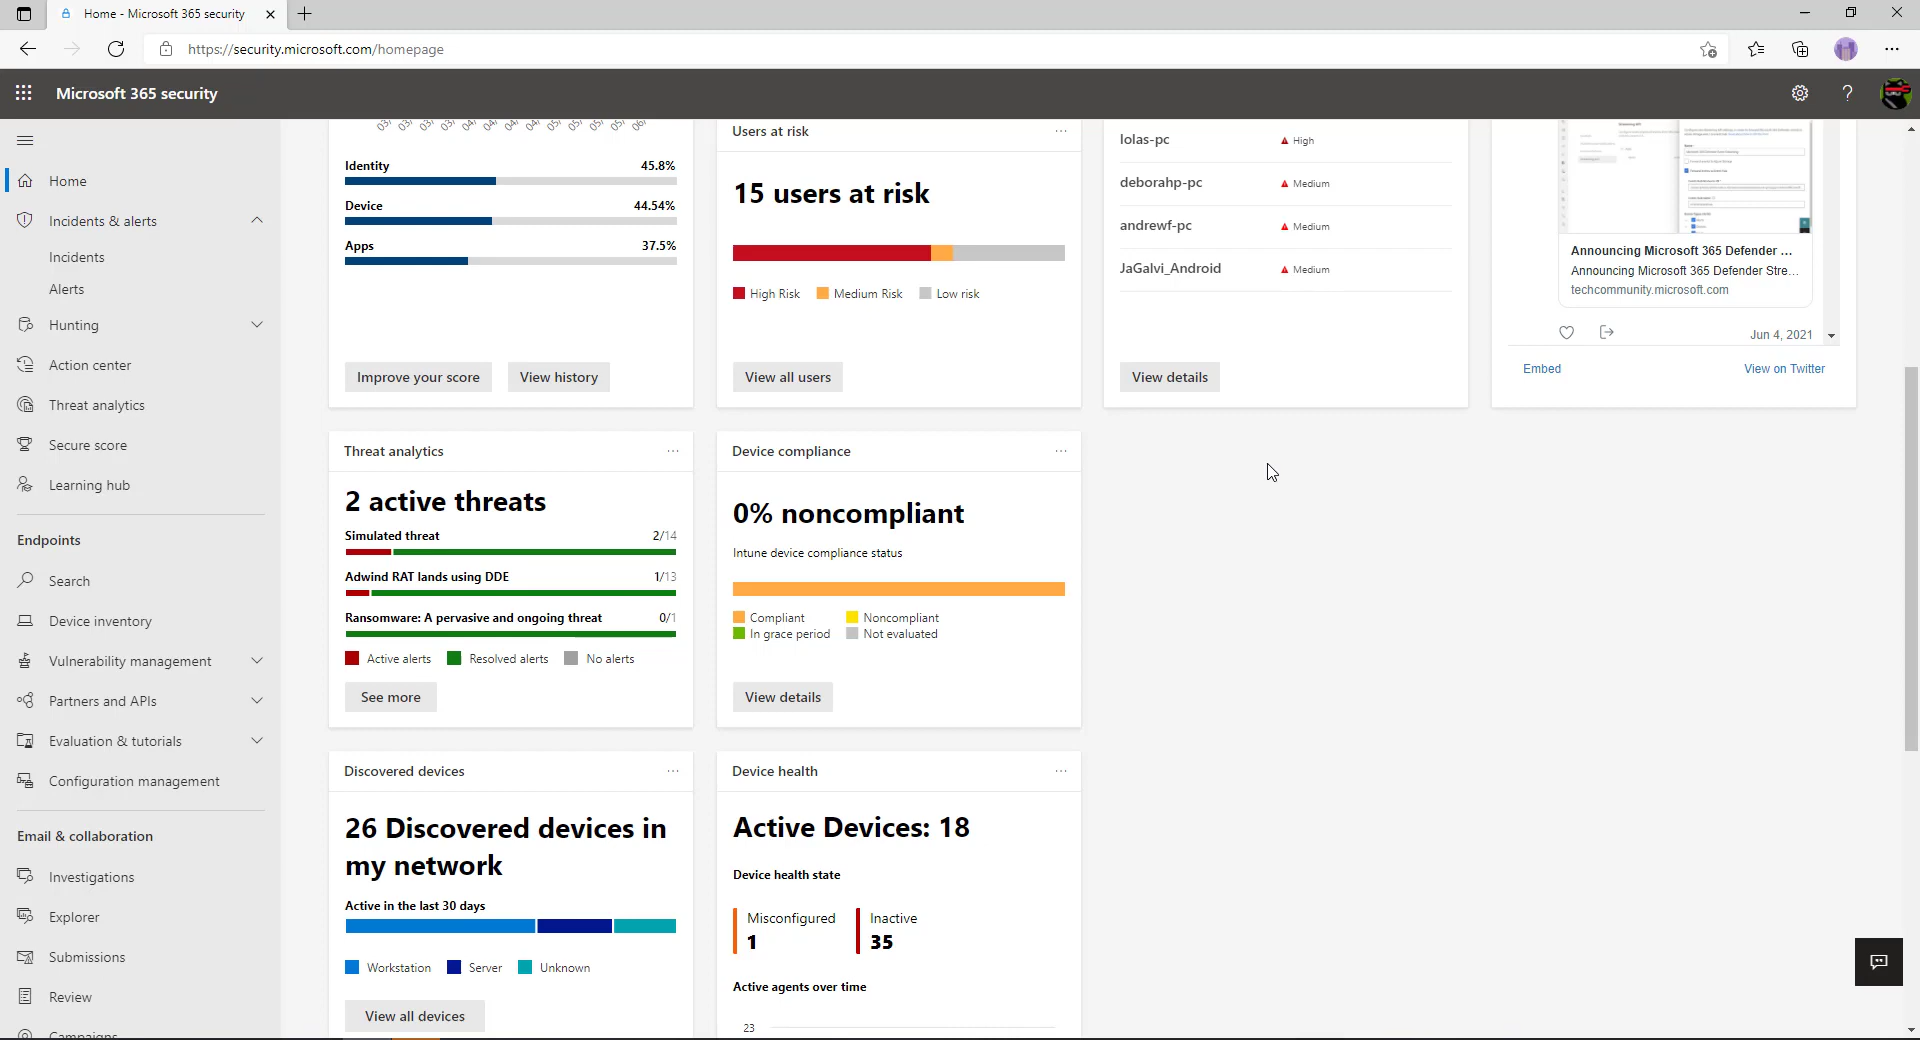 Home - Microsoft 365 security
https://security.microsoft.com/homepage
Microsoft 365 security
Home
Incidents & alerts
Incidents
Alerts
Hunting
Action center
Threat analytics
Secure score
Learning hub
Endpoints
Search
Device inventory
Vulnerability management
Partners and APIs
Evaluation & tutorials
Configuration management
Email & collaboration
Investigations
Explorer
Submissions
Review
Campaigns
Identity 45.8%
Device 44.54%
Apps 37.5%
Improve your score View history
Users at risk
15 users at risk
High Risk Medium Risk Low risk
View all users
lolas-pc High
deborahp-pc Medium
andrewf-pc Medium
JaGalvi_Android Medium
View details
Announcing Microsoft 365 Defender ...
Announcing Microsoft 365 Defender Stre...
techcommunity.microsoft.com
Jun 4, 2021
Embed View on Twitter
Threat analytics
2 active threats
Simulated threat 2/14
Adwind RAT lands using DDE 1/13
Ransomware: A pervasive and ongoing threat 0/1
Active alerts Resolved alerts No alerts
See more
Device compliance
0% noncompliant
Intune device compliance status
Compliant Noncompliant
In grace period Not evaluated
View details
Discovered devices
26 Discovered devices in
my network
Active in the last 30 days
Workstation Server Unknown
View all devices
Device health
Active Devices: 18
Device health state
Misconfigured Inactive
1 35
Active agents over time
23